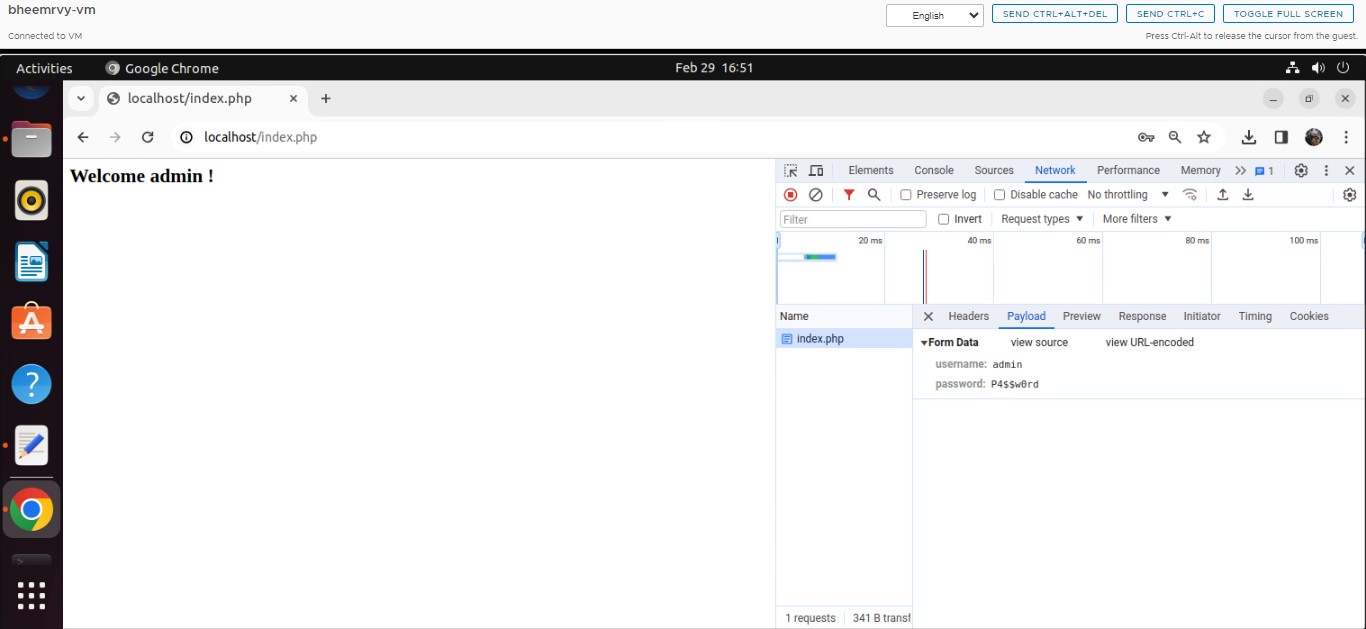 bheemrvy-vm
English
SEND CTRL+ALT+DEL
SEND CTRL+C
TOGGLE FULL SCREEN
Connected to VM
Press Ctrl-Alt to release the cursor from the guest.
Activities
Google Chrome
Feb 29 16:51
localhost/index.php
localhost/index.php
Welcome admin !
Elements
Console
Sources
Network
Performance
Memory
1
Preserve log
Disable cache
No throttling
Filter
Invert
Request types
More filters
20 ms
40 ms
60 ms
80 ms
100 ms
Name
Headers
Payload
Preview
Response
Initiator
Timing
Cookies
index.php
Form Data
view source
view URL-encoded
username: admin
password: P4$$w0rd
1 requests
341 B transf